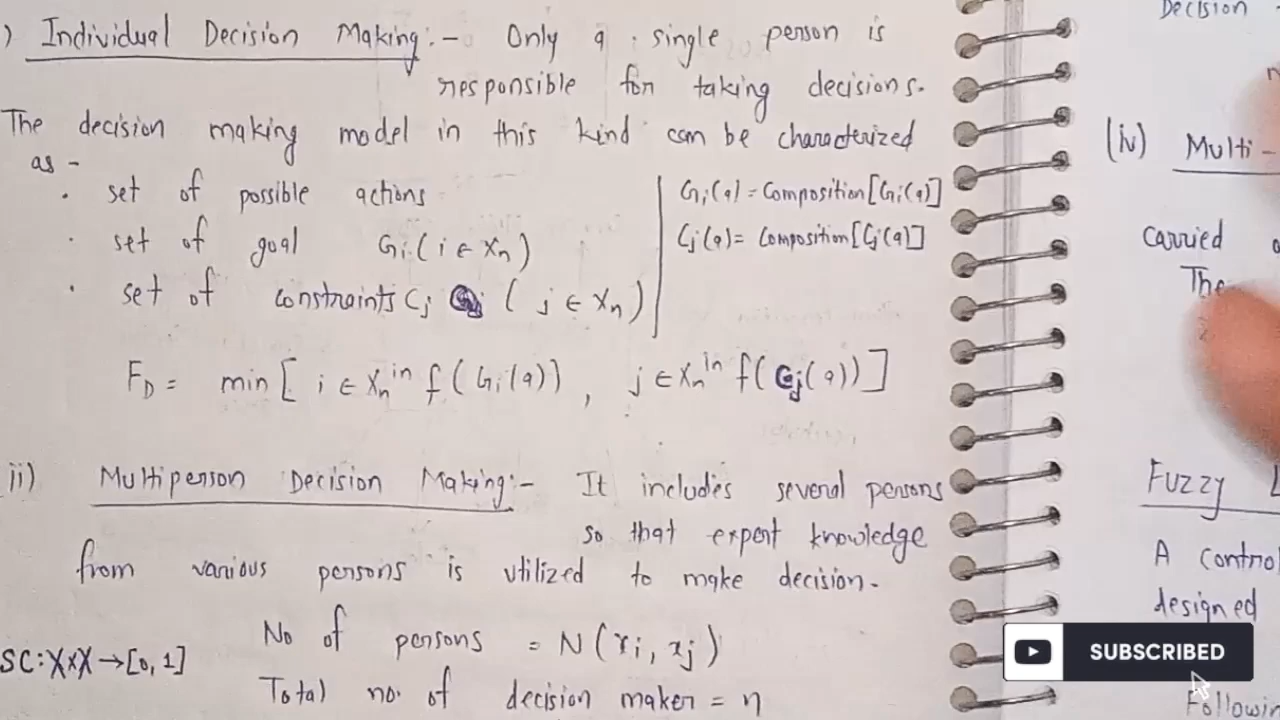 ) Individual Decision Making:- Only a single person is
responsible for taking decisions.
The decision making model in this kind can be characterized
as -
· set of possible actions
· set of goal Gi (i ∈ Xn)
· set of constraints Cj ( j ∈ Xn)
Gi(a) = Composition[Gi(a)]
Cj(a) = Composition[Cj(a)]
FD = min[ i ∈ Xn^in f(Gi(a)) , j ∈ Xn^in f(Cj(a)) ]
ii) Multiperson Decision Making:- It includes several persons
so that expert knowledge
from various persons is utilized to make decision.
No of persons = N(xi, xj)
SC: X×X → [0, 1]
Total no. of decision maker = n
Decision
(iv) Multi -
Carried
The
Fuzzy
A contro
designed
SUBSCRIBED
Followin